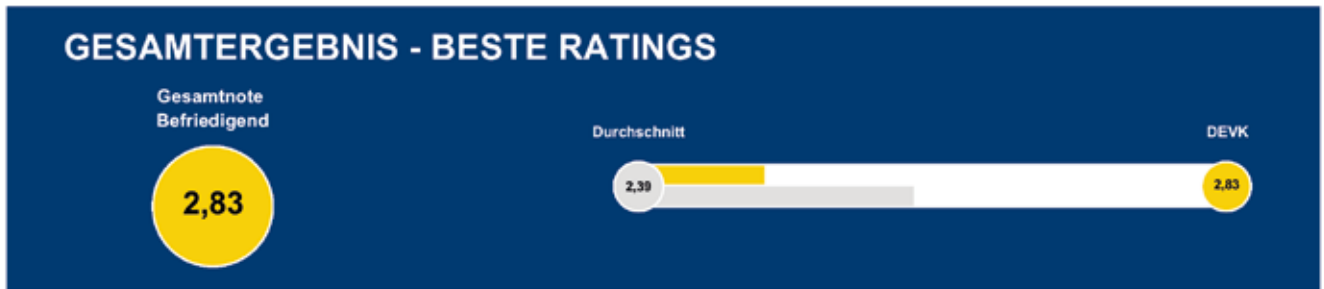 GESAMTERGEBNIS - BESTE RATINGS
Gesamtnote
Befriedigend
2,83
Durchschnitt
DEVK
2,39
2,83